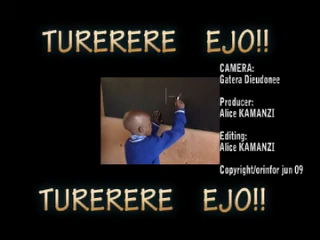 TURERERE EJO!!
CAMERA:
Gatera Dieudonee
Producer:
Alice KAMANZI
Editing:
Alice KAMANZI
Copyright/orinfor jun 09
TURERERE EJO!!